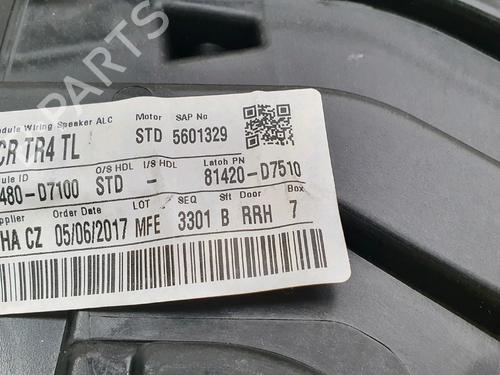 odule Wiring Speaker ALC Motor SAP No
CR TR4 TL STD 5601329
ule ID O/S HDL I/S HDL Latch PN
480-D7100 STD - 81420-D7510
pplier Order Date LOT SEQ Sft Door Box
HA CZ 05/06/2017 MFE 3301 B RRH 7
B PARTS